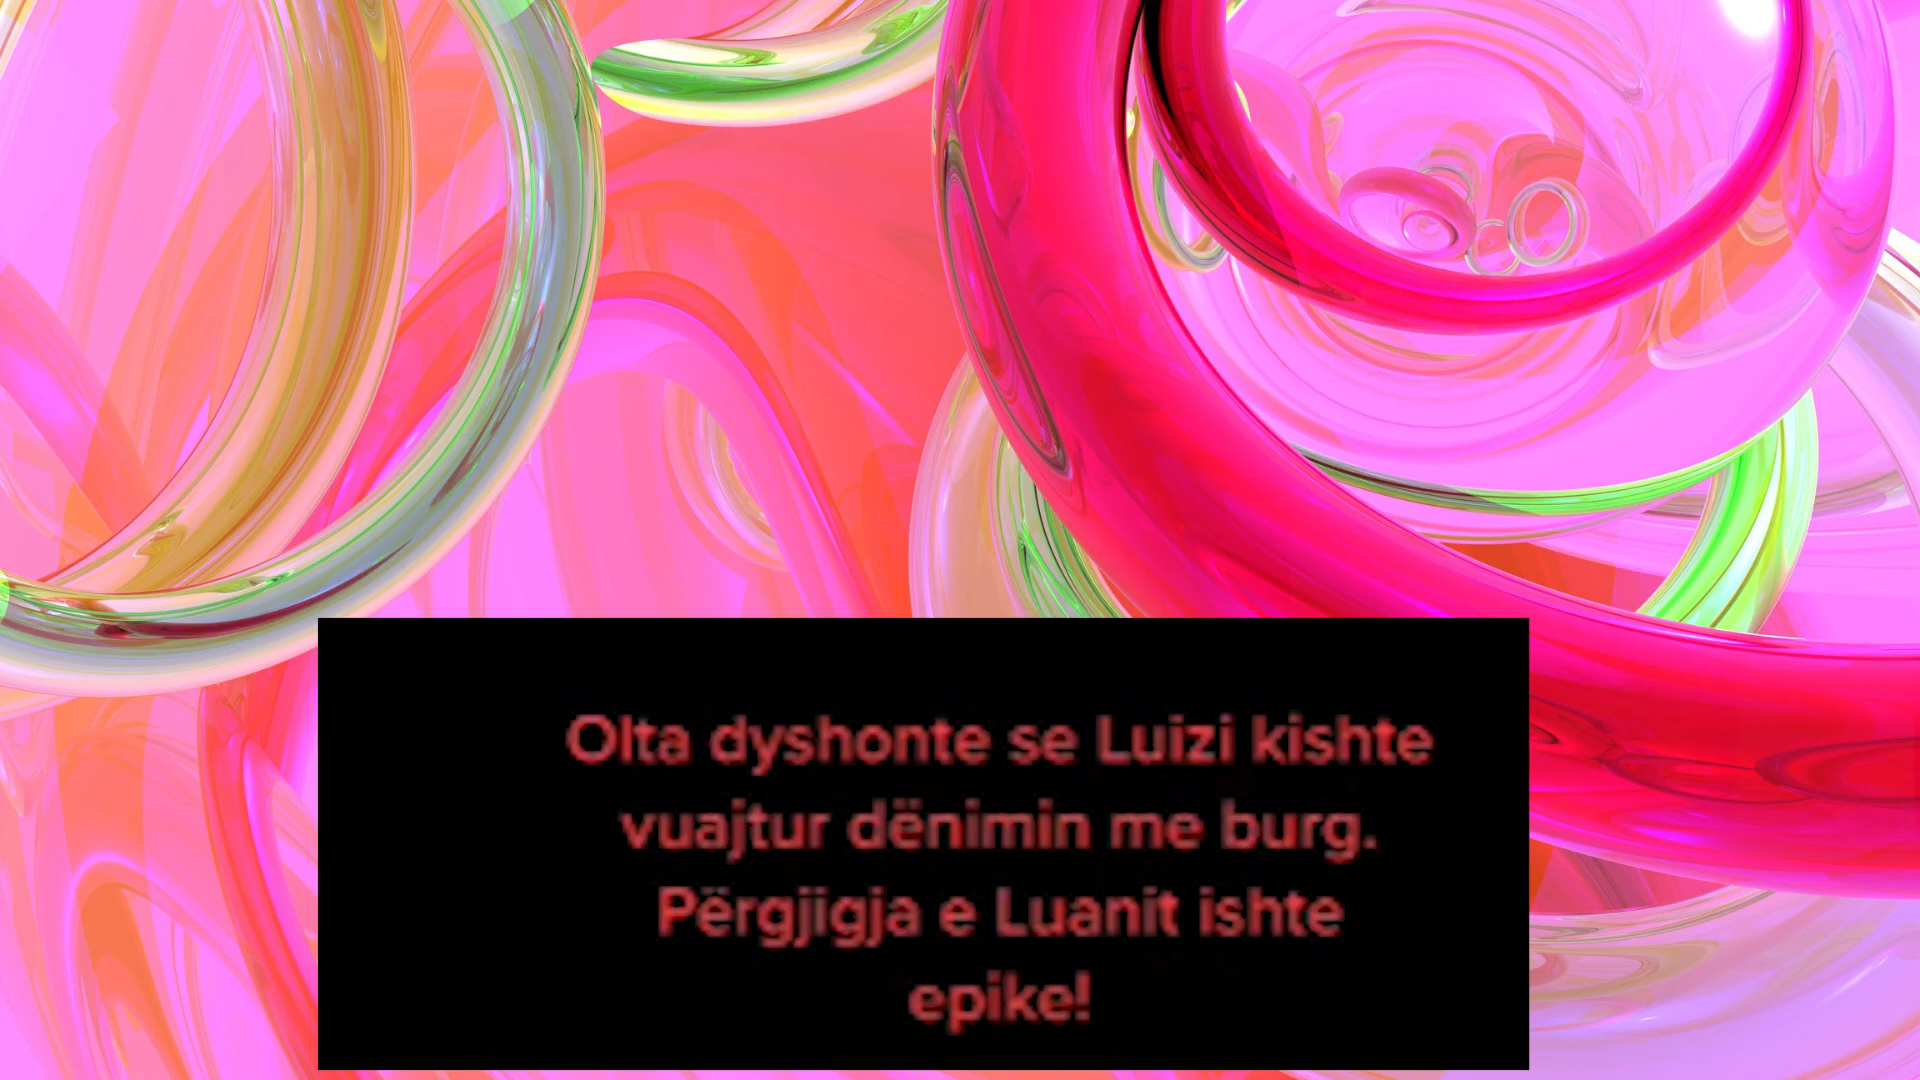 Olta dyshonte se Luizi kishte
vuajtur dënimin me burg.
Përgjigja e Luanit ishte
epike!